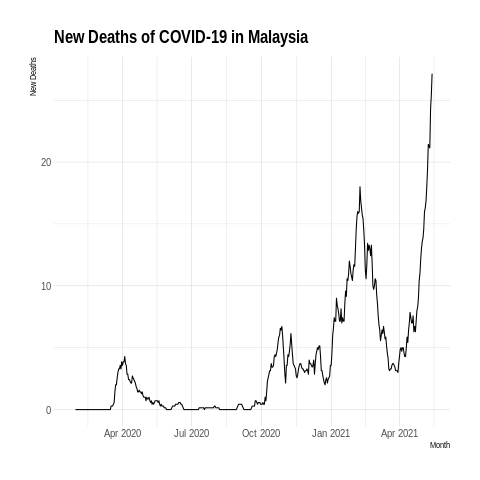 New Deaths of COVID-19 in Malaysia
New Deaths
20
10
0
Apr 2020 Jul 2020 Oct 2020 Jan 2021 Apr 2021
Month